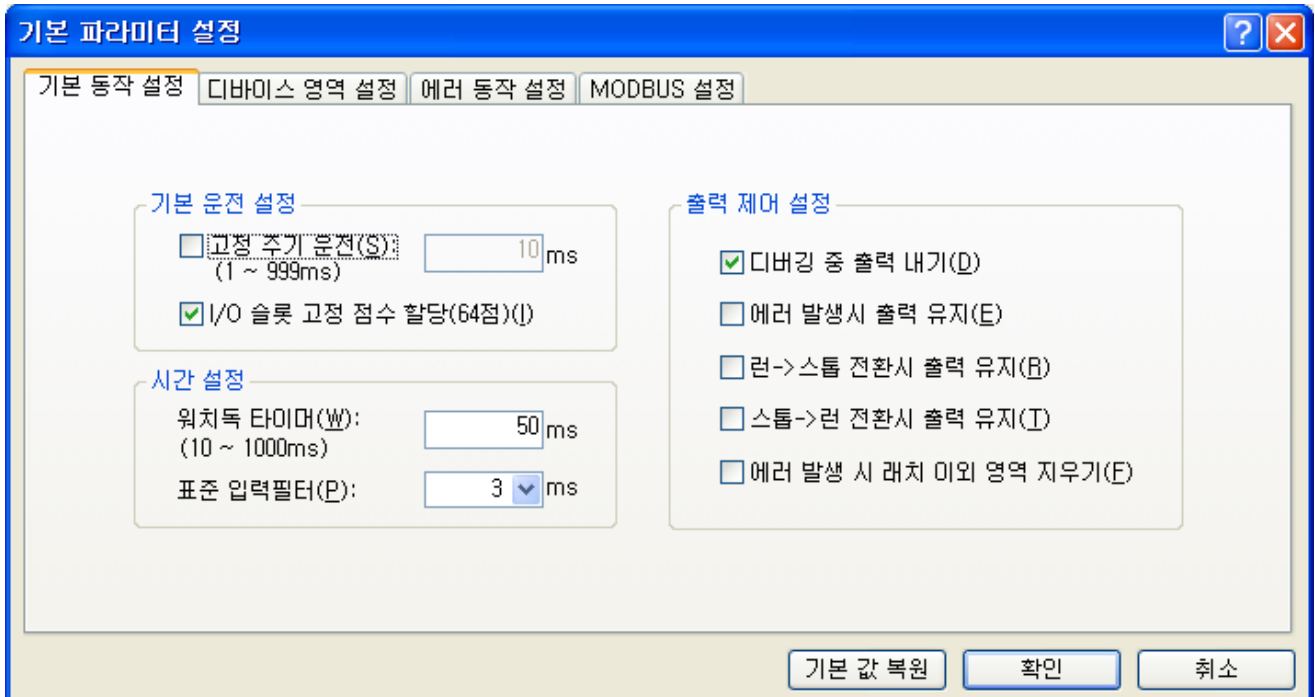 기본 파라미터 설정
기본 동작 설정 디바이스 영역 설정 에러 동작 설정 MODBUS 설정
기본 운전 설정
고정 주기 운전(S):
(1 ~ 999ms)
10 ms
I/O 슬롯 고정 점수 할당(64점)(I)
시간 설정
워치독 타이머(W):
(10 ~ 1000ms)
50 ms
표준 입력필터(P): 3 ms
출력 제어 설정
디버깅 중 출력 내기(D)
에러 발생시 출력 유지(E)
런->스톱 전환시 출력 유지(R)
스톱->런 전환시 출력 유지(T)
에러 발생 시 래치 이외 영역 지우기(F)
기본 값 복원 확인 취소